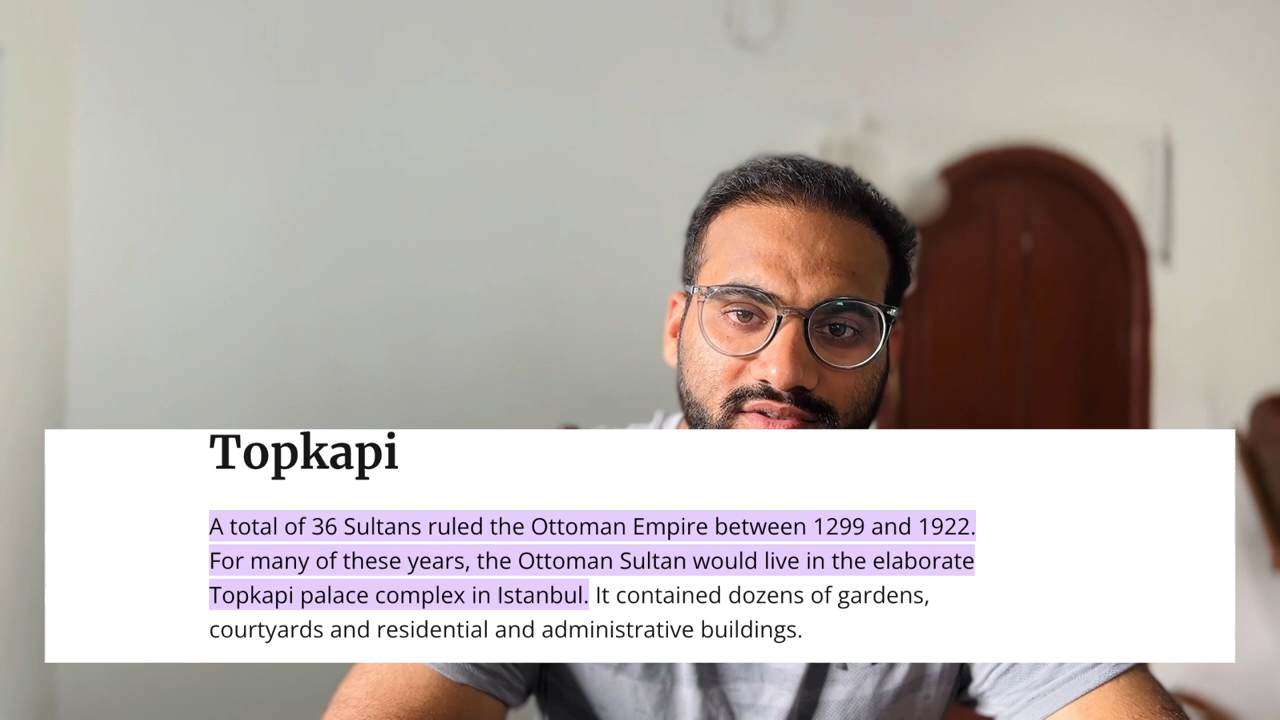 Topkapi
A total of 36 Sultans ruled the Ottoman Empire between 1299 and 1922.
For many of these years, the Ottoman Sultan would live in the elaborate
Topkapi palace complex in Istanbul. It contained dozens of gardens,
courtyards and residential and administrative buildings.